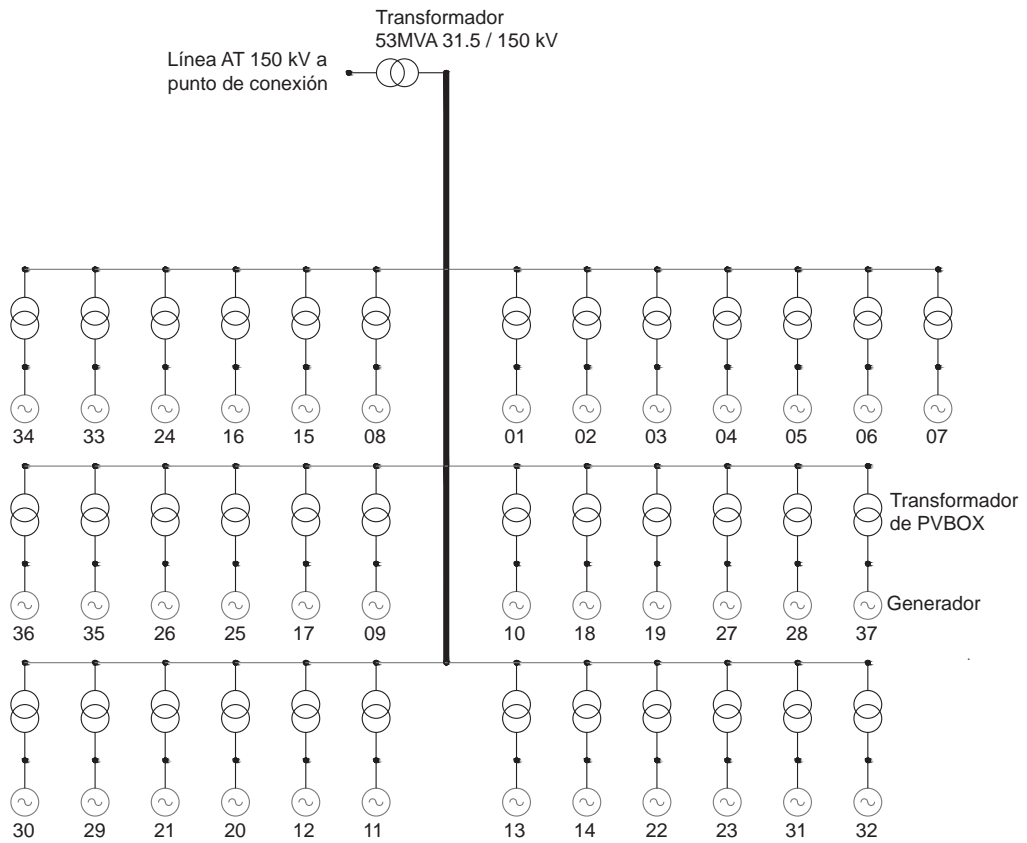 Transformador
53MVA 31.5 / 150 kV
Línea AT 150 kV a
punto de conexión
34 33 24 16 15 08 01 02 03 04 05 06 07
Transformador
de PVBOX
Generador
36 35 26 25 17 09 10 18 19 27 28 37
30 29 21 20 12 11 13 14 22 23 31 32